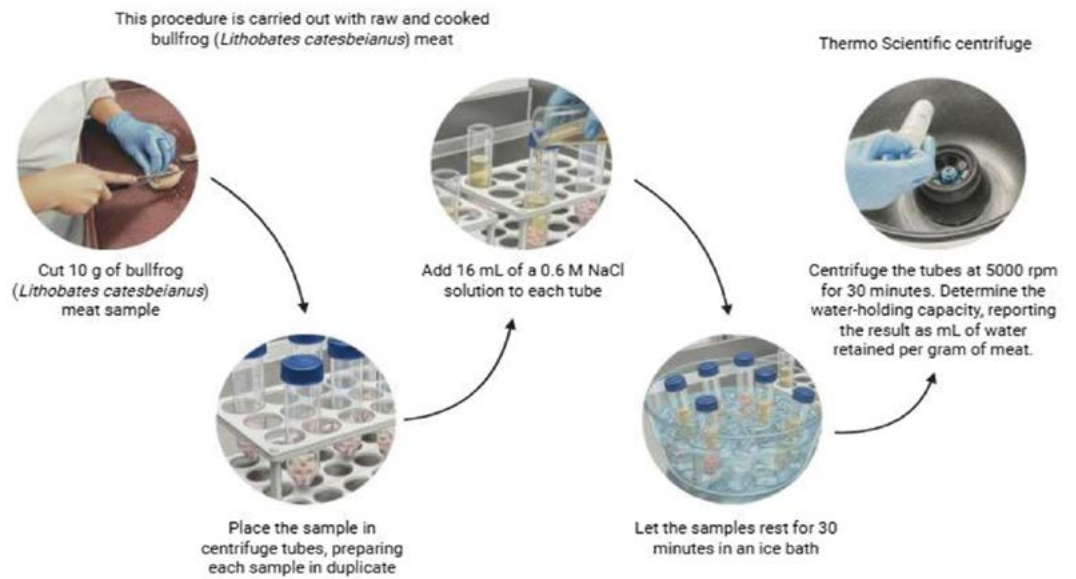 This procedure is carried out with raw and cooked
bullfrog (Lithobates catesbeianus) meat
Thermo Scientific centrifuge
Cut 10 g of bullfrog
(Lithobates catesbeianus)
meat sample
Place the sample in
centrifuge tubes, preparing
each sample in duplicate
Add 16 mL of a 0.6 M NaCl
solution to each tube
Let the samples rest for 30
minutes in an ice bath
Centrifuge the tubes at 5000 rpm
for 30 minutes. Determine the
water-holding capacity, reporting
the result as mL of water
retained per gram of meat.